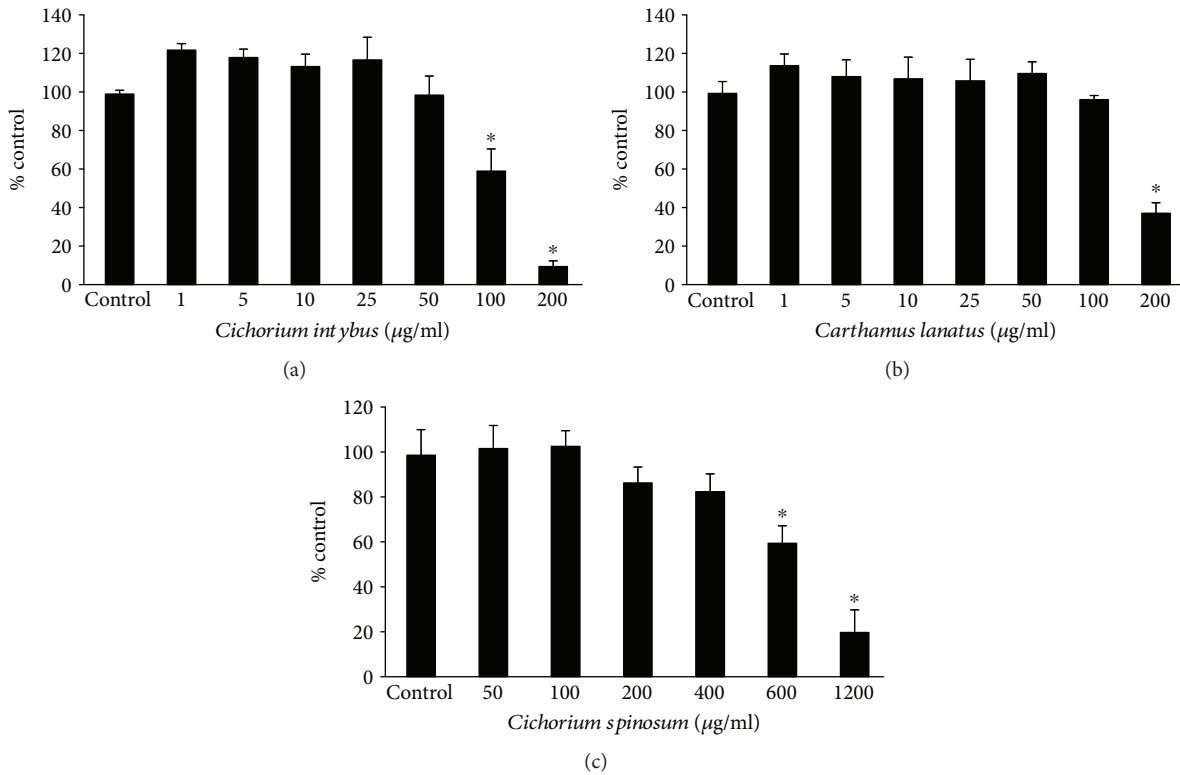 140
120
100
80
60
40
20
0
% control
*
*
Control 1 5 10 25 50 100 200
Cichorium int ybus (μg/ml)
(a)
140
120
100
80
60
40
20
0
% control
*
Control 1 5 10 25 50 100 200
Carthamus lanatus (μg/ml)
(b)
120
100
80
60
40
20
0
% control
*
*
Control 50 100 200 400 600 1200
Cichorium spinosum (μg/ml)
(c)